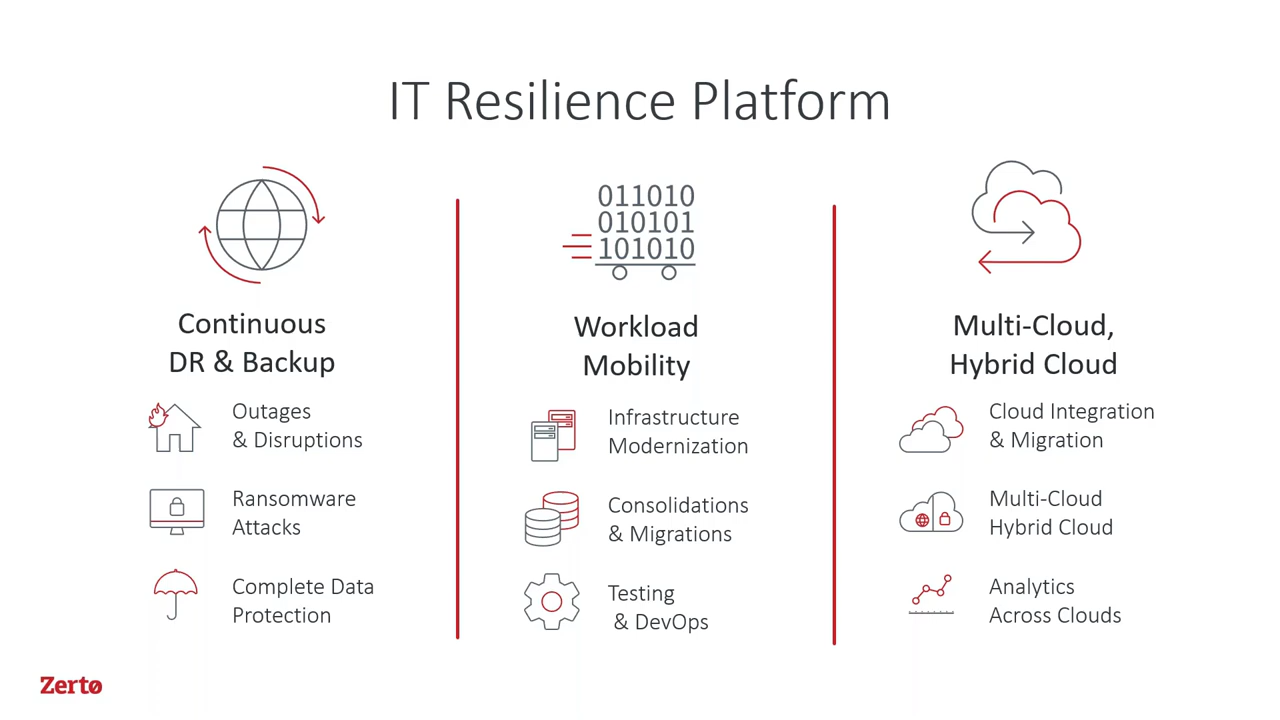 IT Resilience Platform
011010
010101
101010
Continuous
DR & Backup
Outages
& Disruptions
Ransomware
Attacks
Complete Data
Protection
Workload
Mobility
Infrastructure
Modernization
Consolidations
& Migrations
Testing
& DevOps
Multi-Cloud,
Hybrid Cloud
Cloud Integration
& Migration
Multi-Cloud
Hybrid Cloud
Analytics
Across Clouds
Zerto